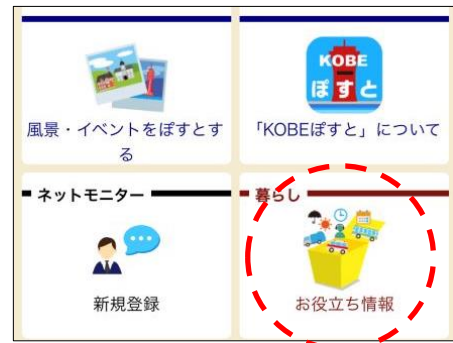 KOBE
ぽすと
風景・イベントをぽすとす
る
「KOBEぽすと」について
ネットモニター
暮らし
新規登録
お役立ち情報